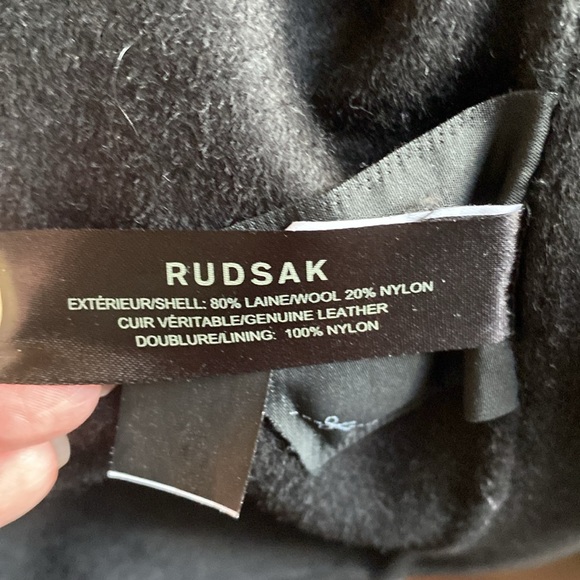 RUDSAK
EXTÉRIEUR/SHELL: 80% LAINE/WOOL 20% NYLON
CUIR VÉRITABLE/GENUINE LEATHER
DOUBLURE/LINING: 100% NYLON